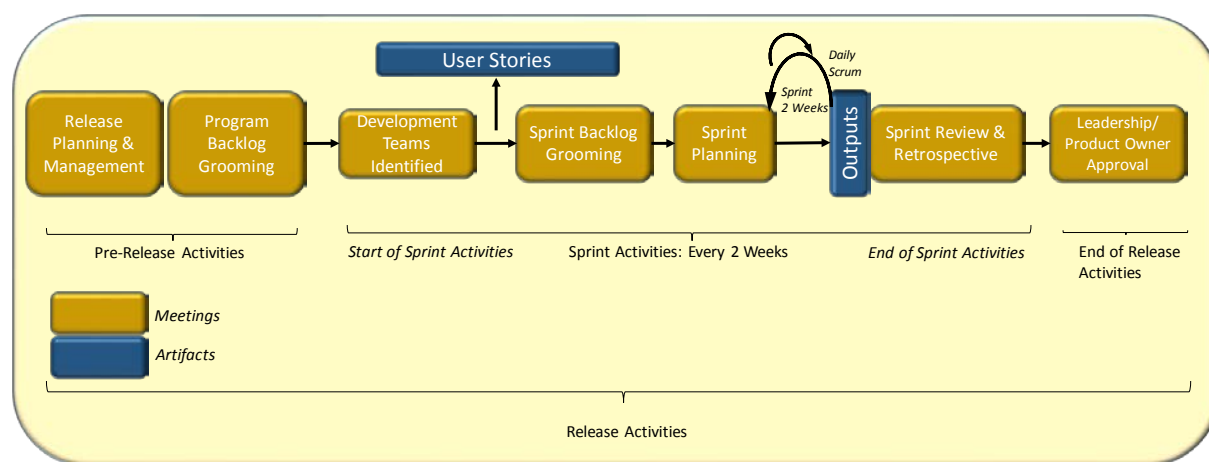 User Stories
Daily
Scrum
Sprint
2 Weeks
Release
Planning &
Management
Program
Backlog
Grooming
Development
Teams
Identified
Sprint Backlog
Grooming
Sprint
Planning
Outputs
Sprint Review &
Retrospective
Leadership/
Product Owner
Approval
Pre-Release Activities
Start of Sprint Activities
Sprint Activities: Every 2 Weeks
End of Sprint Activities
End of Release
Activities
Meetings
Artifacts
Release Activities